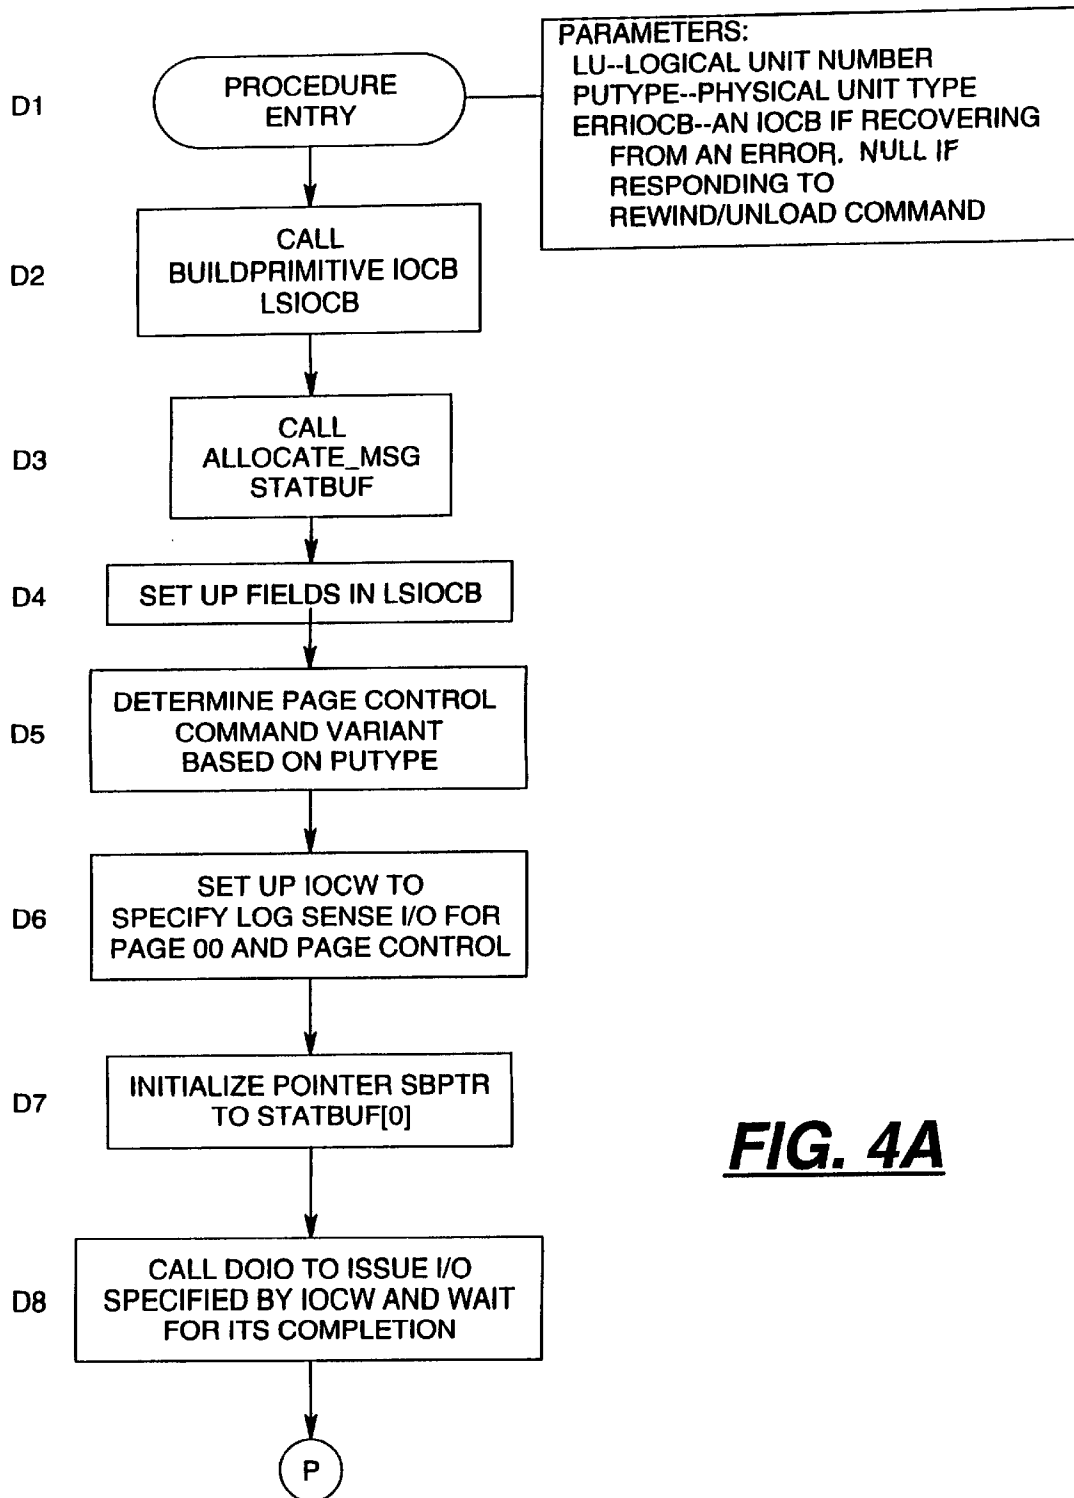 PARAMETERS:
LU--LOGICAL UNIT NUMBER
PUTYPE--PHYSICAL UNIT TYPE
ERRIOCB--AN IOCB IF RECOVERING
FROM AN ERROR. NULL IF
RESPONDING TO
REWIND/UNLOAD COMMAND
D1
PROCEDURE
ENTRY
D2
CALL
BUILDPRIMITIVE IOCB
LSIOCB
D3
CALL
ALLOCATE_MSG
STATBUF
D4
SET UP FIELDS IN LSIOCB
D5
DETERMINE PAGE CONTROL
COMMAND VARIANT
BASED ON PUTYPE
D6
SET UP IOCW TO
SPECIFY LOG SENSE I/O FOR
PAGE 00 AND PAGE CONTROL
D7
INITIALIZE POINTER SBPTR
TO STATBUF[0]
FIG. 4A
D8
CALL DOIO TO ISSUE I/O
SPECIFIED BY IOCW AND WAIT
FOR ITS COMPLETION
P